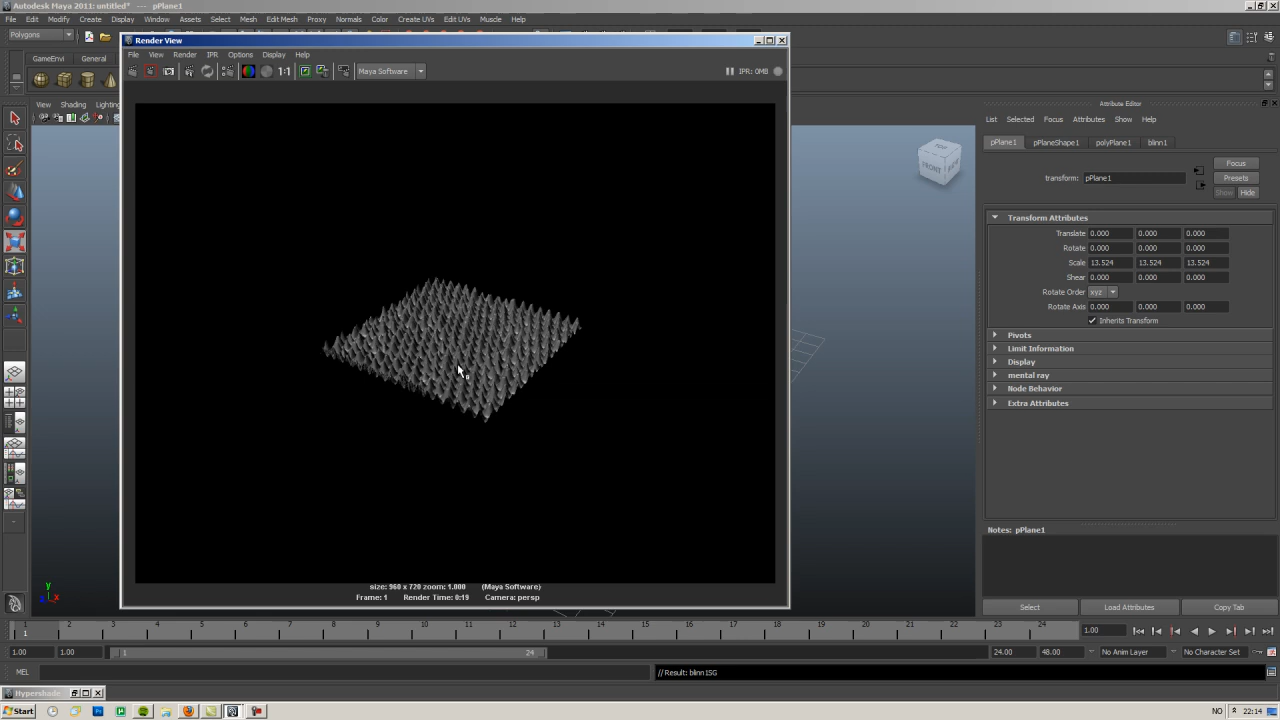 Autodesk Maya 2011: untitled* --- pPlane1
File Edit Modify Create Display Window Assets Select Mesh Edit Mesh Proxy Normals Color Create UVs Edit UVs Muscle Help
Polygons
GameEnvi General
View Shading Lighting
Render View
File View Render IPR Options Display Help
1:1 Maya Software IPR: 0MB
size: 960 x 720 zoom: 1.000 (Maya Software)
Frame: 1 Render Time: 0:19 Camera: persp
TOP
FRONT
Attribute Editor
List Selected Focus Attributes Show Help
pPlane1 pPlaneShape1 polyPlane1 blinn1
Focus
transform: pPlane1 Presets
Show Hide
Transform Attributes
Translate 0.000 0.000 0.000
Rotate 0.000 0.000 0.000
Scale 13.524 13.524 13.524
Shear 0.000 0.000 0.000
Rotate Order xyz
Rotate Axis 0.000 0.000 0.000
Inherits Transform
Pivots
Limit Information
Display
mental ray
Node Behavior
Extra Attributes
Notes: pPlane1
Select Load Attributes Copy Tab
y
x
1 2 3 4 5 6 7 8 9 10 11 12 13 14 15 16 17 18 19 20 21 22 23 24
1 1.00
1.00 1.00 1 24 24.00 48.00 No Anim Layer No Character Set
MEL // Result: blinn1SG
Hypershade
Start NO 22:14